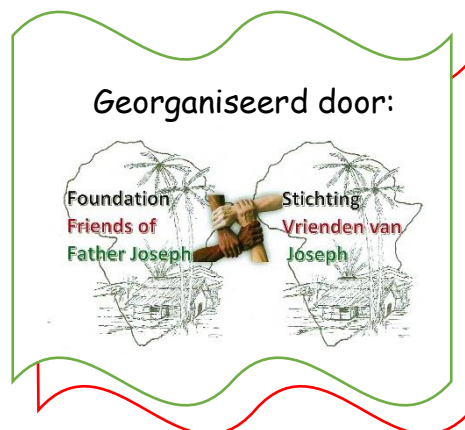 Georganiseerd door:
Foundation
Friends of
Father Joseph
Stichting
Vrienden van
Joseph